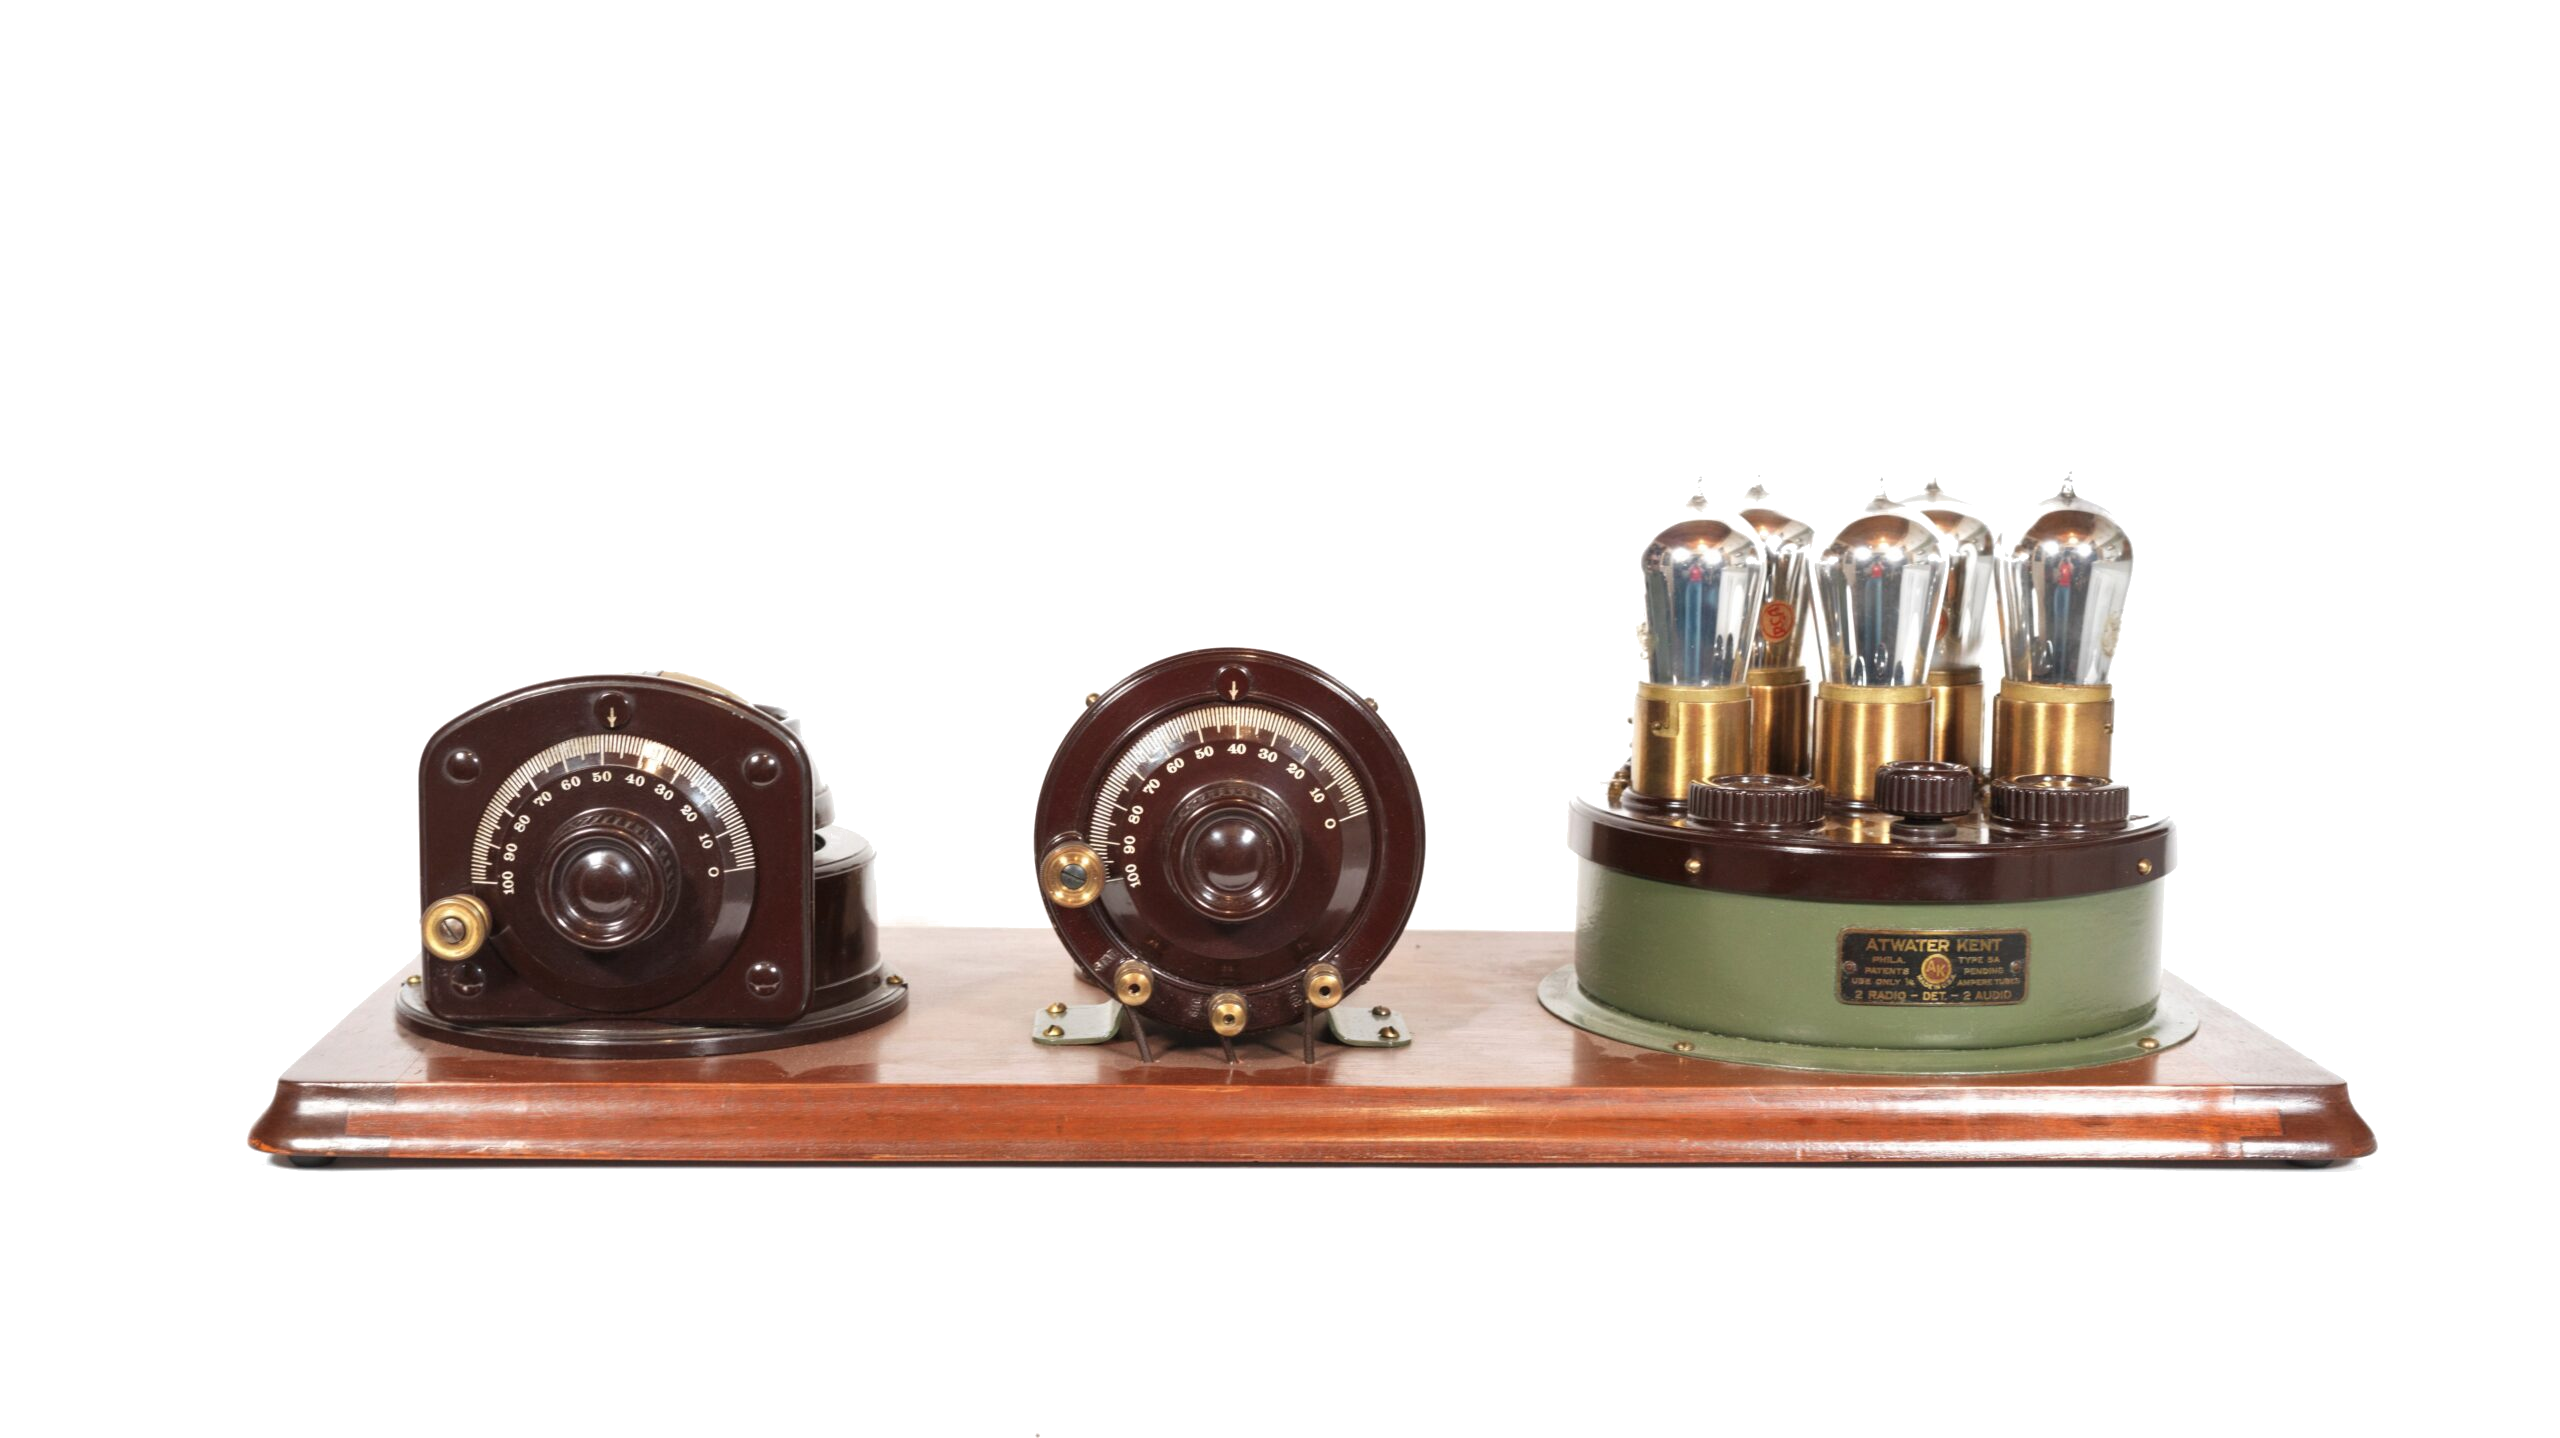 100 90 80 70 60 50 40 30 20 10 0
100 90 80 70 60 50 40 30 20 10 0
ATWATER KENT
PHILA. TYPE 5A
PATENTS AK PENDING
USE ONLY ¼ AMPERE TUBES
MADE IN U.S.A.
2 RADIO - DET. - 2 AUDIO